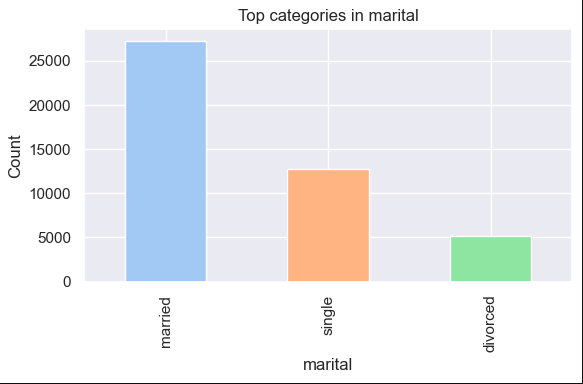 Top categories in marital
Count
25000
20000
15000
10000
5000
0
married
single
divorced
marital